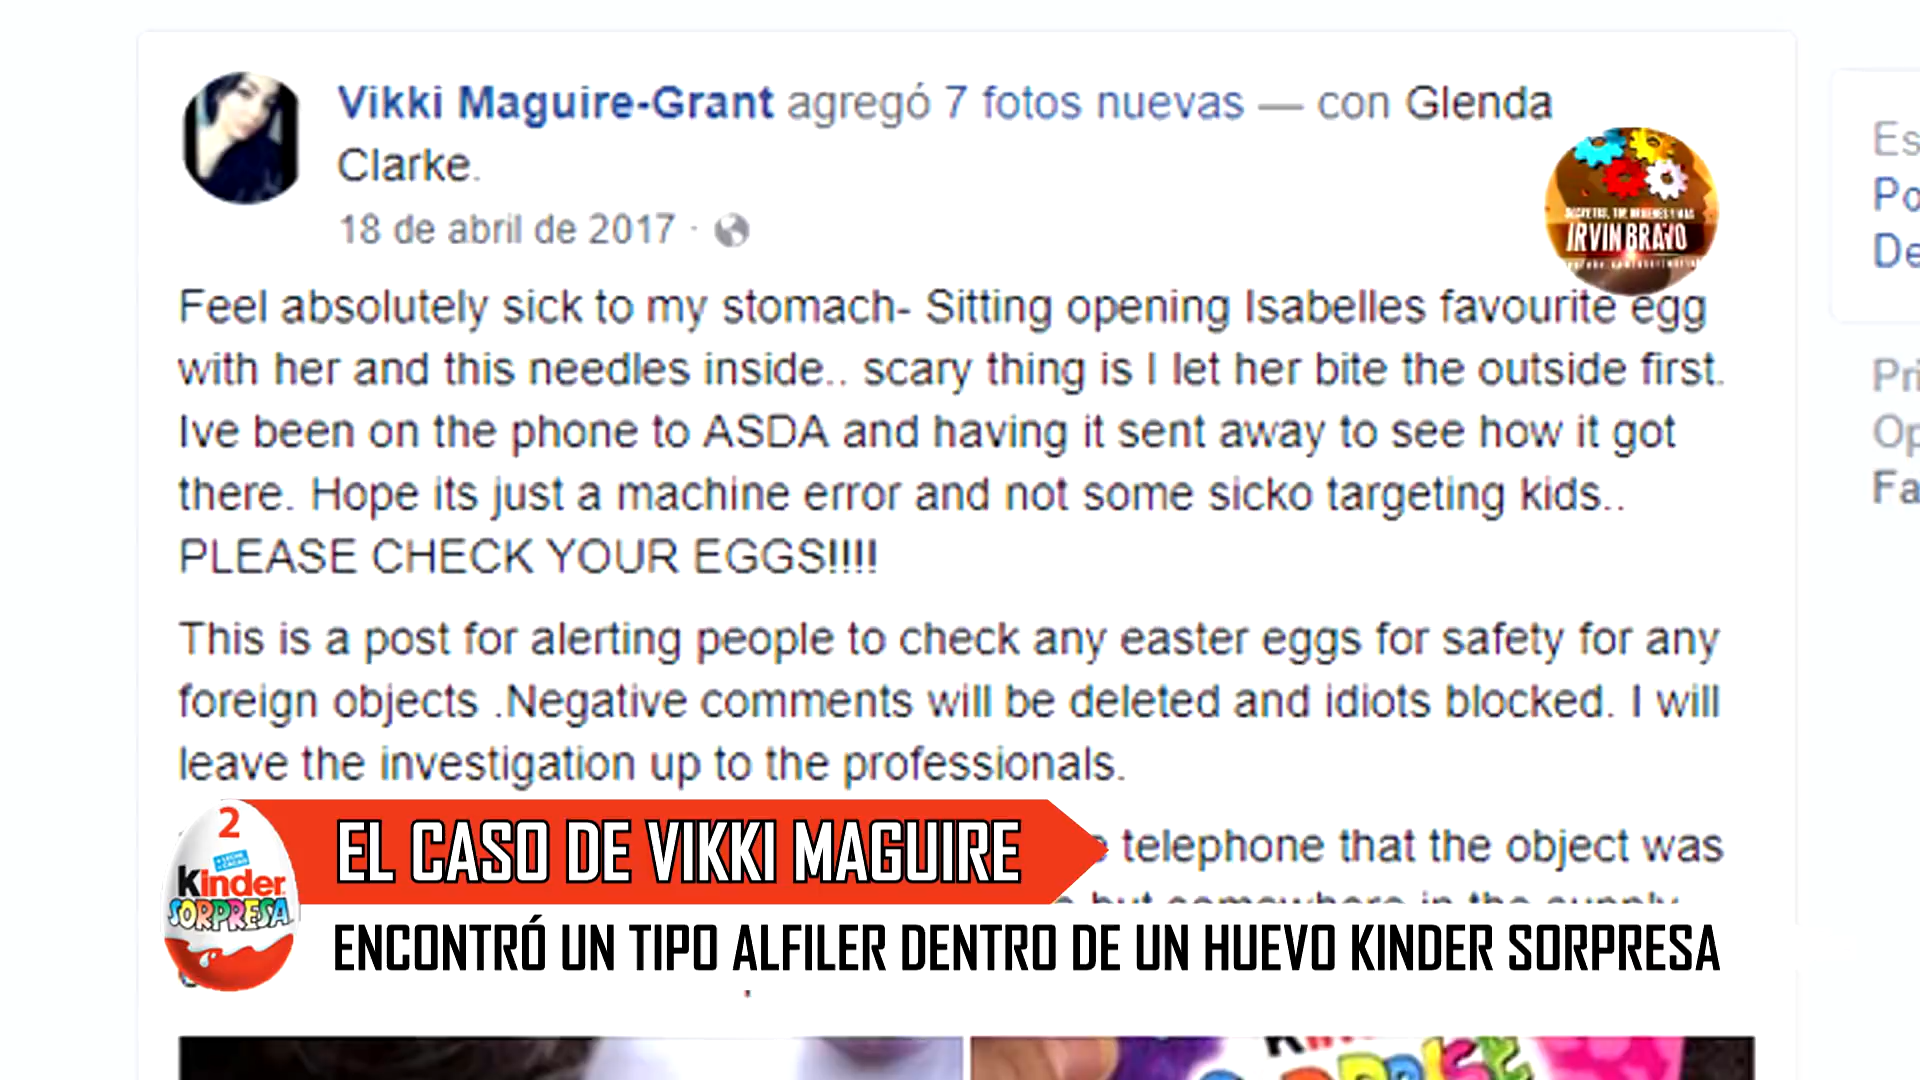 Vikki Maguire-Grant agregó 7 fotos nuevas — con Glenda
Clarke.
18 de abril de 2017 ·
IRVIN BRAVO
Feel absolutely sick to my stomach- Sitting opening Isabelles favourite egg
with her and this needles inside.. scary thing is I let her bite the outside first.
Ive been on the phone to ASDA and having it sent away to see how it got
there. Hope its just a machine error and not some sicko targeting kids..
PLEASE CHECK YOUR EGGS!!!!
This is a post for alerting people to check any easter eggs for safety for any
foreign objects .Negative comments will be deleted and idiots blocked. I will
leave the investigation up to the professionals.
telephone that the object was
but somewhere in the supply
2
Kinder
SORPRESA
EL CASO DE VIKKI MAGUIRE
ENCONTRÓ UN TIPO ALFILER DENTRO DE UN HUEVO KINDER SORPRESA
Es
Po
De
Pri
Op
Fa